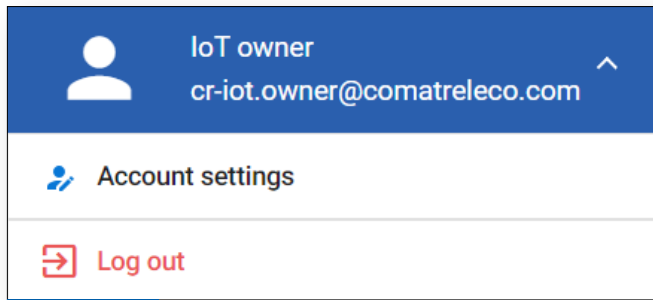 IoT owner
cr-iot.owner@comatreleco.com
Account settings
Log out